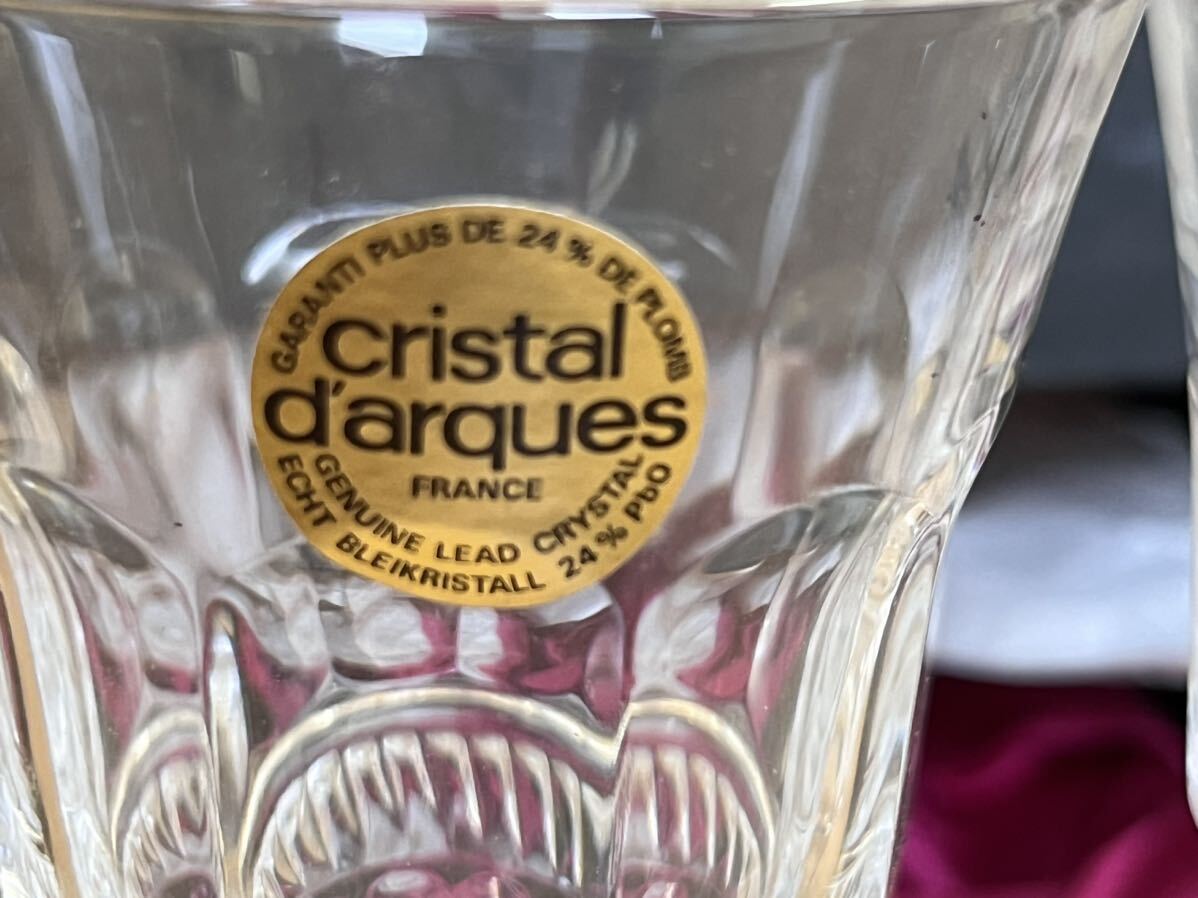 GARANTI PLUS DE 24% DE PLOMB
cristal
d'arques
FRANCE
GENUINE LEAD CRYSTAL
ECHT BLEIKRISTALL 24% PbO